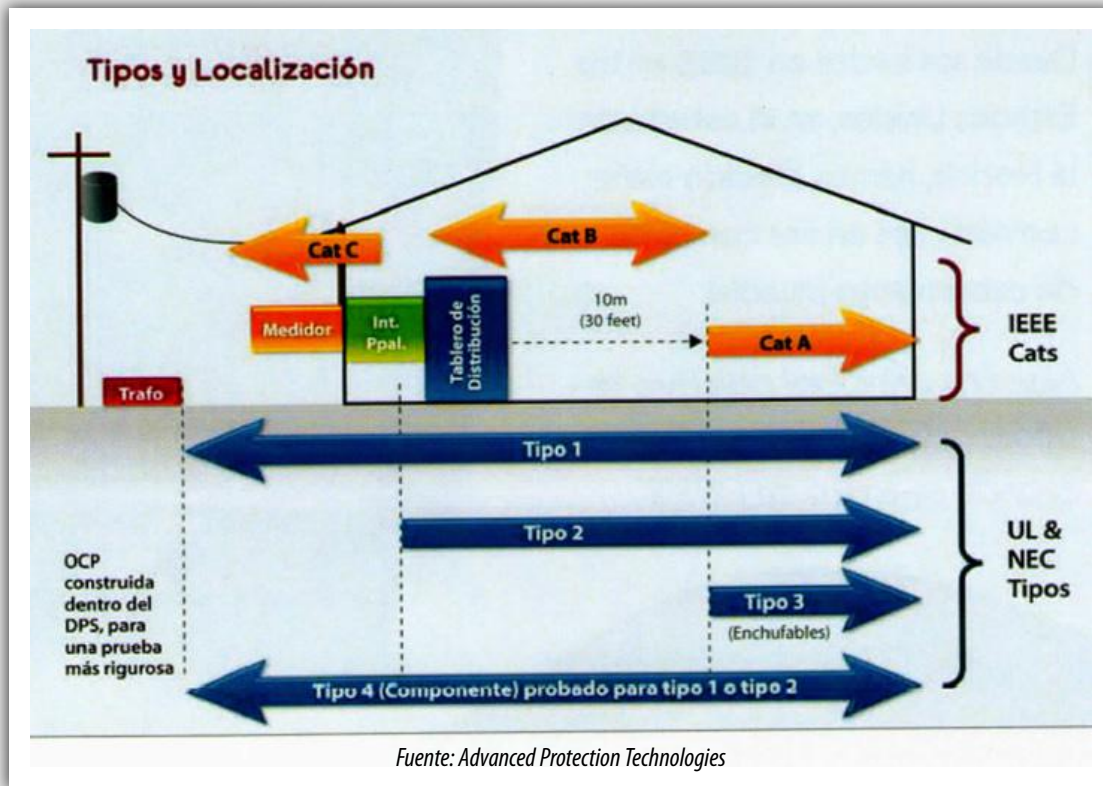 Tipos y Localización
Cat C
Cat B
Medidor
Int.
Ppal.
Tablero de
Distribución
10m
(30 feet)
Cat A
IEEE
Cats
Trafo
Tipo 1
Tipo 2
UL &
NEC
Tipos
OCP
construida
dentro del
DPS, para
una prueba
más rigurosa
Tipo 3
(Enchufables)
Tipo 4 (Componente) probado para tipo 1 o tipo 2
Fuente: Advanced Protection Technologies